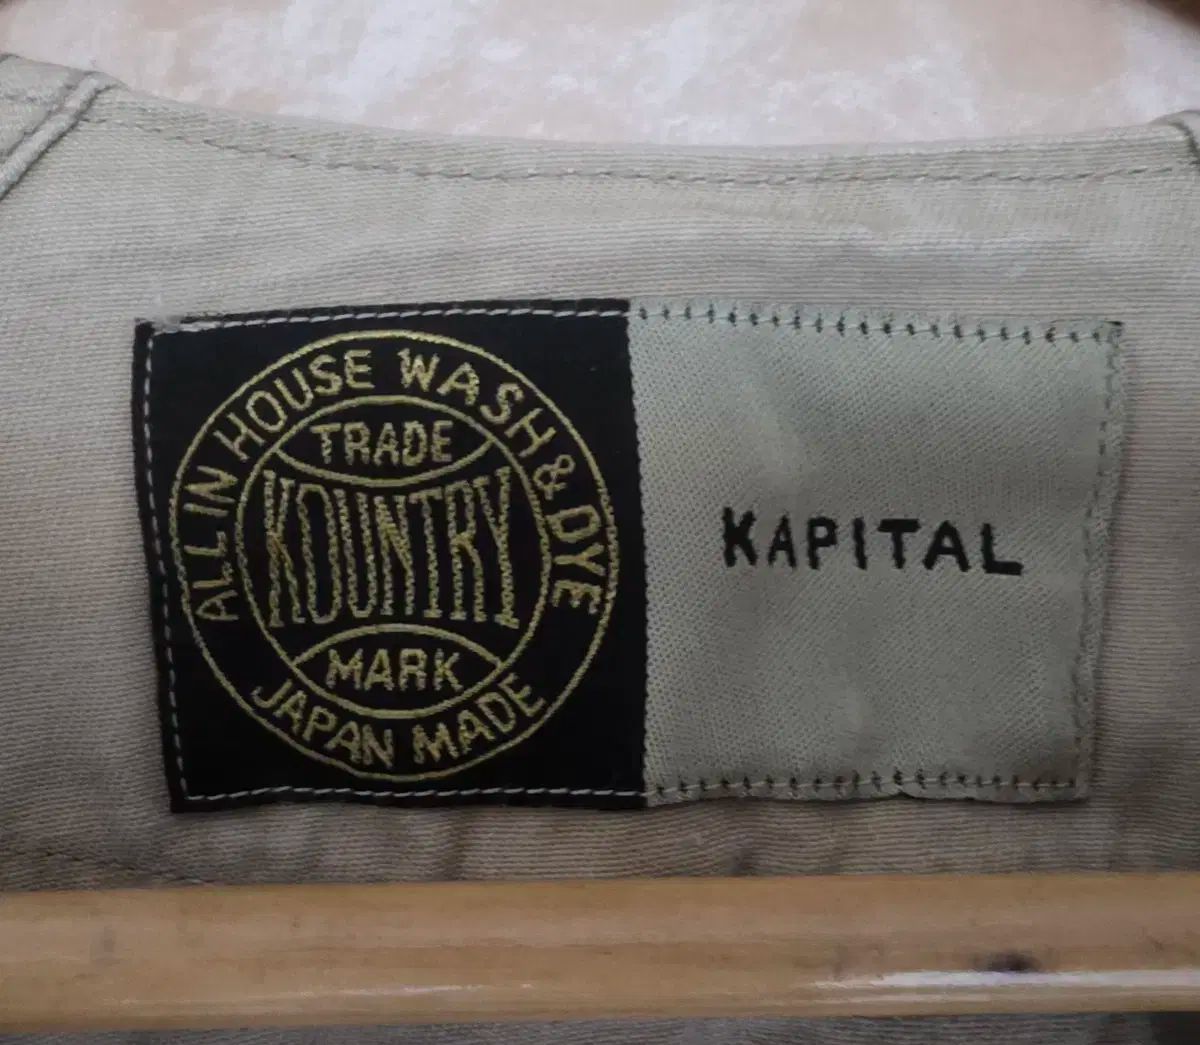 ALL IN HOUSE WASH & DYE
TRADE
KOUNTRY
MARK
JAPAN MADE
KAPITAL